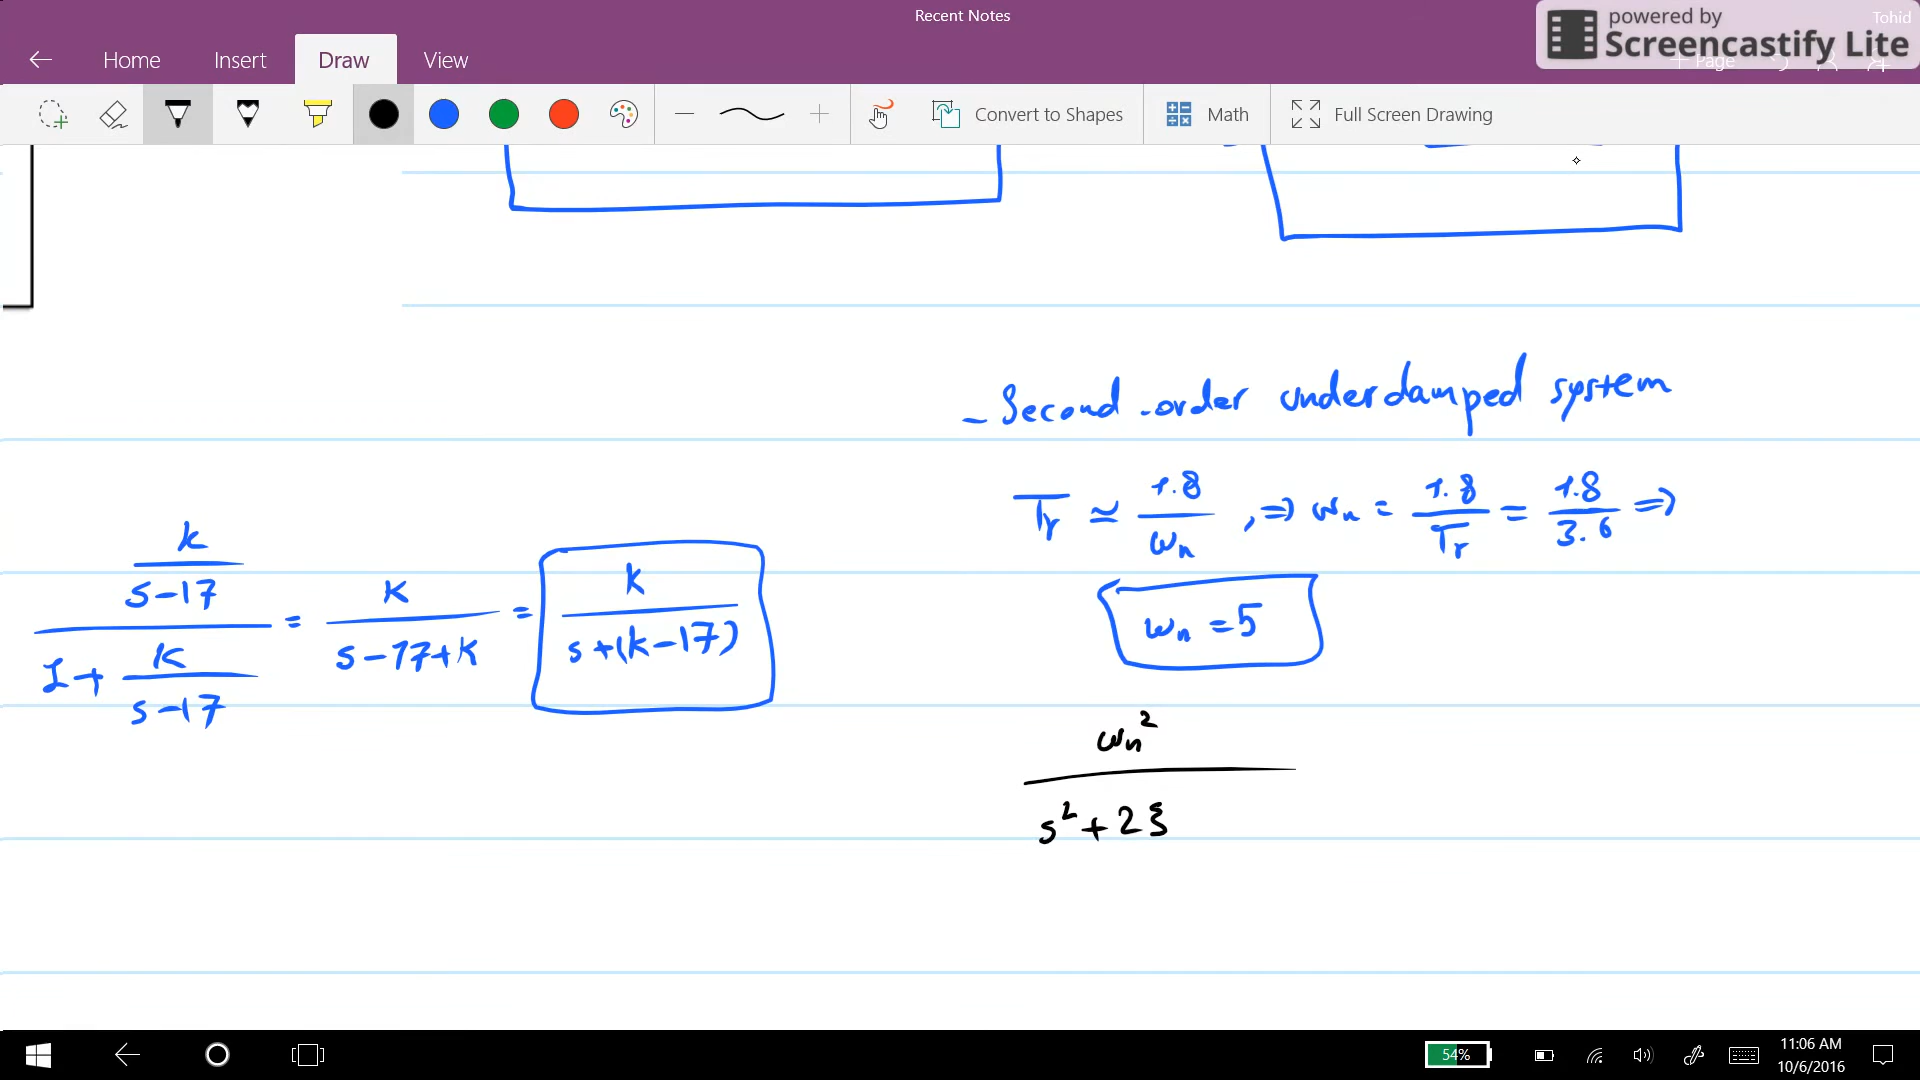 Recent Notes
Tohid
powered by
Screencastify Lite
Home Insert Draw View
Page
Convert to Shapes Math Full Screen Drawing
- Second-order underdamped system
Tr ≃ 1.8/ωn , ⇒ ωn = 1.8/Tr = 1.8/3.6 ⇒
ωn = 5
(k/(s-17))/(1+k/(s-17)) = k/(s-17+k) = k/(s+(k-17))
ωn²/(s²+2ξ
54%
11:06 AM
10/6/2016